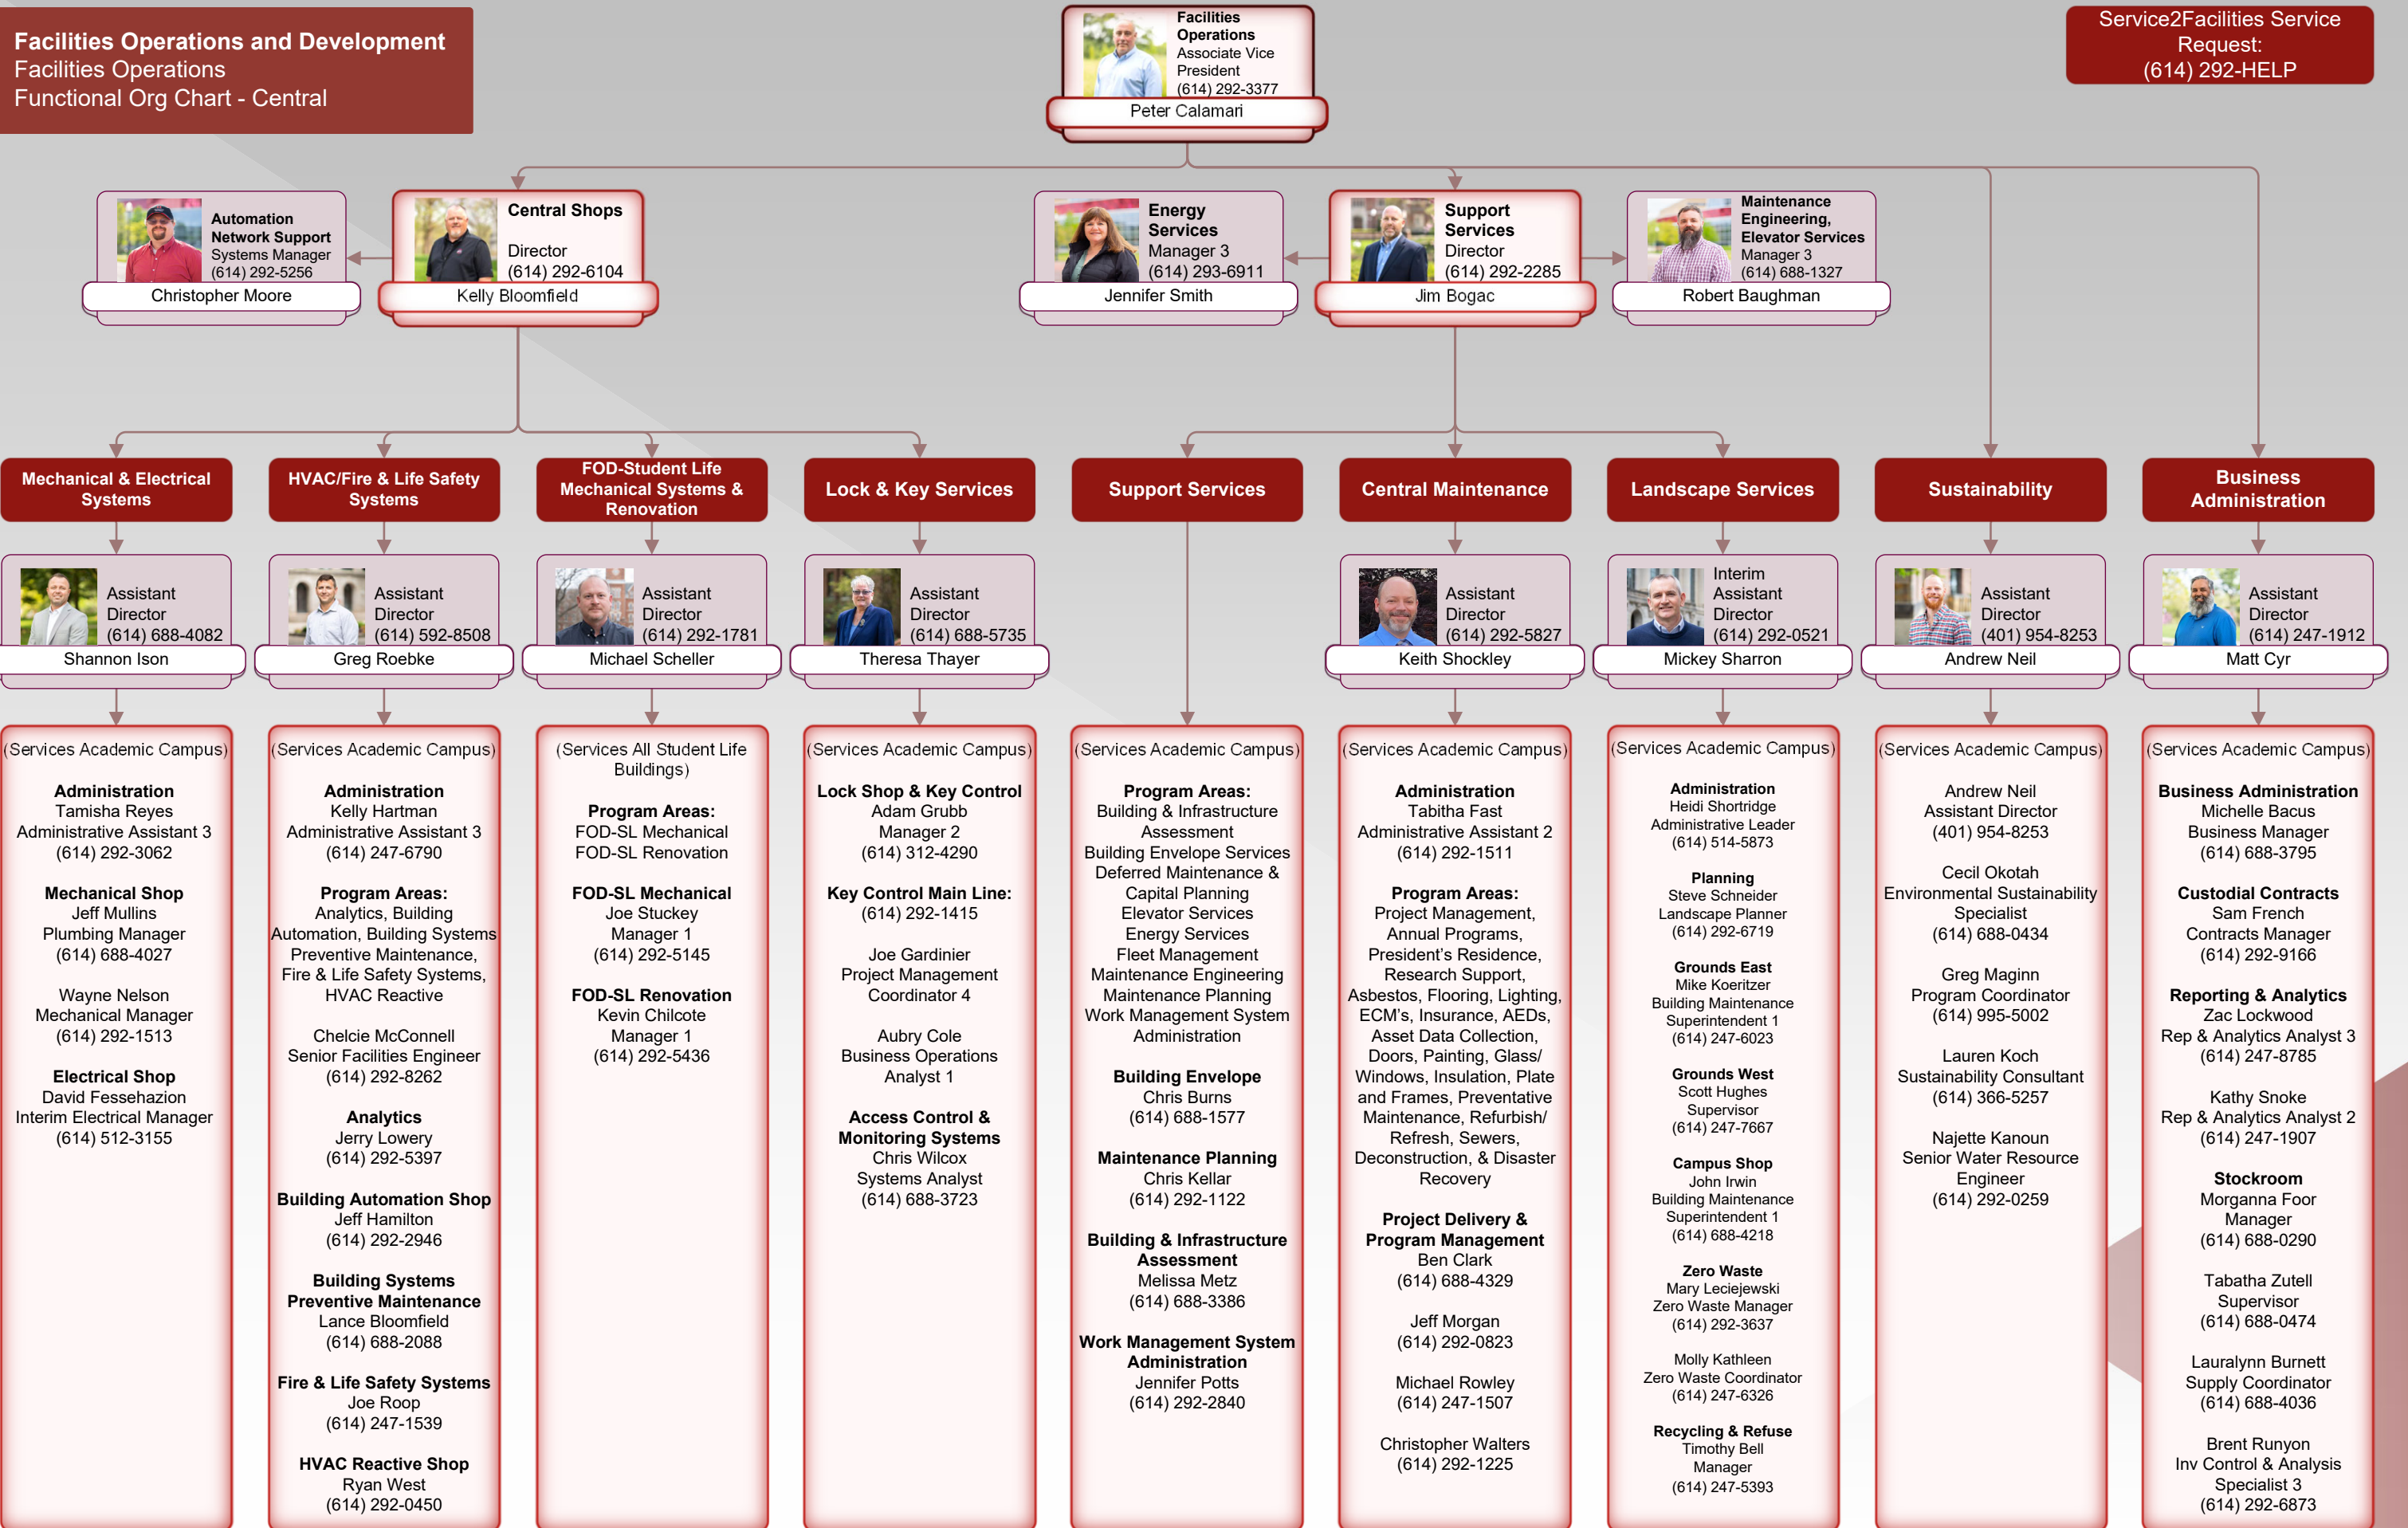 Facilities Operations and Development
Facilities Operations
Functional Org Chart - Central
Facilities
Operations
Associate Vice
President
(614) 292-3377
Peter Calamari
Service2Facilities Service
Request:
(614) 292-HELP
Automation
Network Support
Systems Manager
(614) 292-5256
Christopher Moore
Central Shops
Director
(614) 292-6104
Kelly Bloomfield
Energy
Services
Manager 3
(614) 293-6911
Jennifer Smith
Support
Services
Director
(614) 292-2285
Jim Bogac
Maintenance
Engineering,
Elevator Services
Manager 3
(614) 688-1327
Robert Baughman
Mechanical & Electrical
Systems
Assistant
Director
(614) 688-4082
Shannon Ison
(Services Academic Campus)
Administration
Tamisha Reyes
Administrative Assistant 3
(614) 292-3062
Mechanical Shop
Jeff Mullins
Plumbing Manager
(614) 688-4027
Wayne Nelson
Mechanical Manager
(614) 292-1513
Electrical Shop
David Fessehazion
Interim Electrical Manager
(614) 512-3155
HVAC/Fire & Life Safety
Systems
Assistant
Director
(614) 592-8508
Greg Roebke
(Services Academic Campus)
Administration
Kelly Hartman
Administrative Assistant 3
(614) 247-6790
Program Areas:
Analytics, Building
Automation, Building Systems
Preventive Maintenance,
Fire & Life Safety Systems,
HVAC Reactive
Chelcie McConnell
Senior Facilities Engineer
(614) 292-8262
Analytics
Jerry Lowery
(614) 292-5397
Building Automation Shop
Jeff Hamilton
(614) 292-2946
Building Systems
Preventive Maintenance
Lance Bloomfield
(614) 688-2088
Fire & Life Safety Systems
Joe Roop
(614) 247-1539
HVAC Reactive Shop
Ryan West
(614) 292-0450
FOD-Student Life
Mechanical Systems &
Renovation
Assistant
Director
(614) 292-1781
Michael Scheller
(Services All Student Life
Buildings)
Program Areas:
FOD-SL Mechanical
FOD-SL Renovation
FOD-SL Mechanical
Joe Stuckey
Manager 1
(614) 292-5145
FOD-SL Renovation
Kevin Chilcote
Manager 1
(614) 292-5436
Lock & Key Services
Assistant
Director
(614) 688-5735
Theresa Thayer
(Services Academic Campus)
Lock Shop & Key Control
Adam Grubb
Manager 2
(614) 312-4290
Key Control Main Line:
(614) 292-1415
Joe Gardinier
Project Management
Coordinator 4
Aubry Cole
Business Operations
Analyst 1
Access Control &
Monitoring Systems
Chris Wilcox
Systems Analyst
(614) 688-3723
Support Services
(Services Academic Campus)
Program Areas:
Building & Infrastructure
Assessment
Building Envelope Services
Deferred Maintenance &
Capital Planning
Elevator Services
Energy Services
Fleet Management
Maintenance Engineering
Maintenance Planning
Work Management System
Administration
Building Envelope
Chris Burns
(614) 688-1577
Maintenance Planning
Chris Kellar
(614) 292-1122
Building & Infrastructure
Assessment
Melissa Metz
(614) 688-3386
Work Management System
Administration
Jennifer Potts
(614) 292-2840
Central Maintenance
Assistant
Director
(614) 292-5827
Keith Shockley
(Services Academic Campus)
Administration
Tabitha Fast
Administrative Assistant 2
(614) 292-1511
Program Areas:
Project Management,
Annual Programs,
President's Residence,
Research Support,
Asbestos, Flooring, Lighting,
ECM's, Insurance, AEDs,
Asset Data Collection,
Doors, Painting, Glass/
Windows, Insulation, Plate
and Frames, Preventative
Maintenance, Refurbish/
Refresh, Sewers,
Deconstruction, & Disaster
Recovery
Project Delivery &
Program Management
Ben Clark
(614) 688-4329
Jeff Morgan
(614) 292-0823
Michael Rowley
(614) 247-1507
Christopher Walters
(614) 292-1225
Landscape Services
Interim
Assistant
Director
(614) 292-0521
Mickey Sharron
(Services Academic Campus)
Administration
Heidi Shortridge
Administrative Leader
(614) 514-5873
Planning
Steve Schneider
Landscape Planner
(614) 292-6719
Grounds East
Mike Koeritzer
Building Maintenance
Superintendent 1
(614) 247-6023
Grounds West
Scott Hughes
Supervisor
(614) 247-7667
Campus Shop
John Irwin
Building Maintenance
Superintendent 1
(614) 688-4218
Zero Waste
Mary Leciejewski
Zero Waste Manager
(614) 292-3637
Molly Kathleen
Zero Waste Coordinator
(614) 247-6326
Recycling & Refuse
Timothy Bell
Manager
(614) 247-5393
Sustainability
Assistant
Director
(401) 954-8253
Andrew Neil
(Services Academic Campus)
Andrew Neil
Assistant Director
(401) 954-8253
Cecil Okotah
Environmental Sustainability
Specialist
(614) 688-0434
Greg Maginn
Program Coordinator
(614) 995-5002
Lauren Koch
Sustainability Consultant
(614) 366-5257
Najette Kanoun
Senior Water Resource
Engineer
(614) 292-0259
Business
Administration
Assistant
Director
(614) 247-1912
Matt Cyr
(Services Academic Campus)
Business Administration
Michelle Bacus
Business Manager
(614) 688-3795
Custodial Contracts
Sam French
Contracts Manager
(614) 292-9166
Reporting & Analytics
Zac Lockwood
Rep & Analytics Analyst 3
(614) 247-8785
Kathy Snoke
Rep & Analytics Analyst 2
(614) 247-1907
Stockroom
Morganna Foor
Manager
(614) 688-0290
Tabatha Zutell
Supervisor
(614) 688-0474
Lauralynn Burnett
Supply Coordinator
(614) 688-4036
Brent Runyon
Inv Control & Analysis
Specialist 3
(614) 292-6873